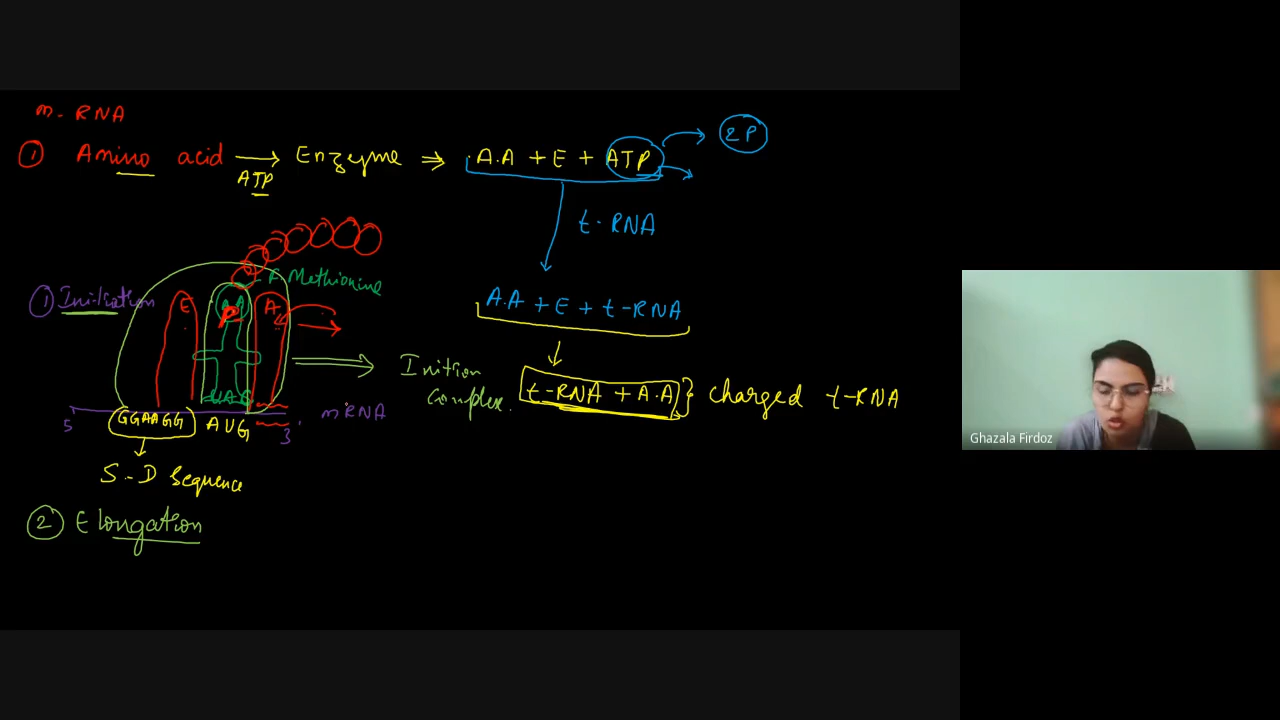 m-RNA
① Amino acid → Enzyme ⇒ A.A + E + ATP → 2P
ATP
t-RNA
F Methionine
① Initiation E P A
A.A + E + t-RNA
Inition
Complex.
t-RNA + A.A } Charged t-RNA
UAC
5' GGAAGG AUG 3' mRNA
S-D Sequence
② Elongation
Ghazala Firdoz